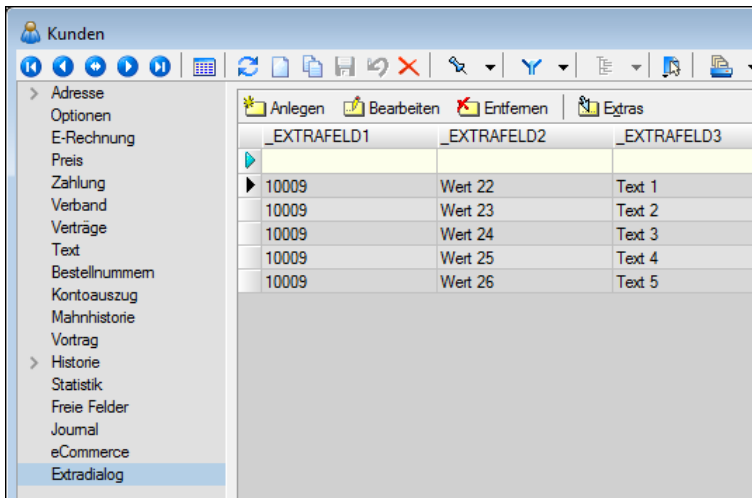 Kunden
Adresse
Optionen
E-Rechnung
Preis
Zahlung
Verband
Verträge
Text
Bestellnummern
Kontoauszug
Mahnhistorie
Vortrag
Historie
Statistik
Freie Felder
Journal
eCommerce
Extradialog
Anlegen Bearbeiten Entfernen Extras
_EXTRAFELD1 _EXTRAFELD2 _EXTRAFELD3
10009 Wert 22 Text 1
10009 Wert 23 Text 2
10009 Wert 24 Text 3
10009 Wert 25 Text 4
10009 Wert 26 Text 5